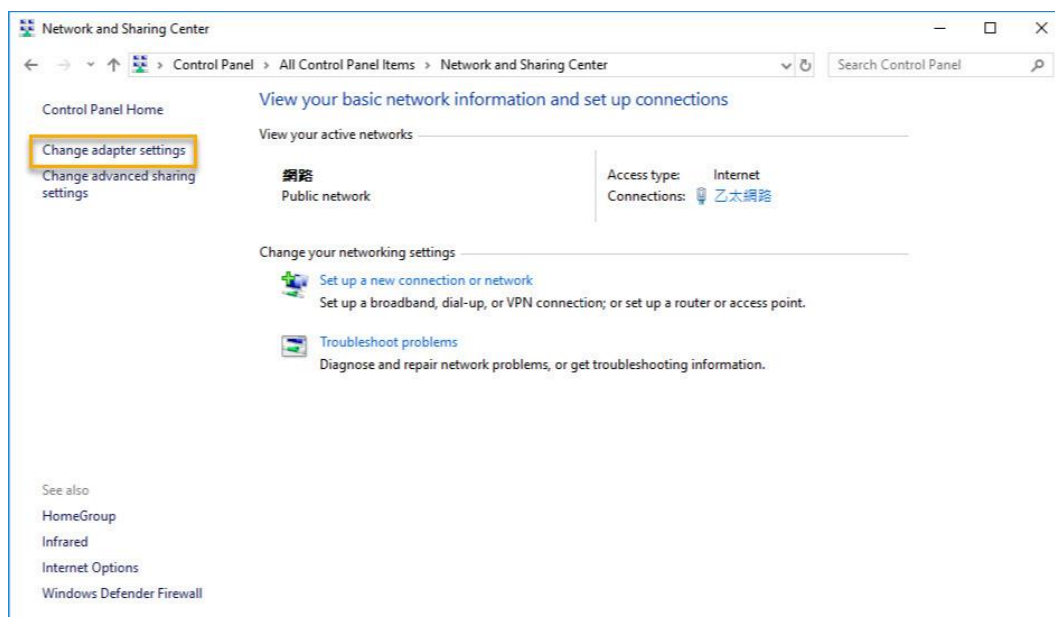 Network and Sharing Center
Control Panel > All Control Panel Items > Network and Sharing Center
Search Control Panel
Control Panel Home
Change adapter settings
Change advanced sharing
settings
View your basic network information and set up connections
View your active networks
網路
Public network
Access type: Internet
Connections: 乙太網路
Change your networking settings
Set up a new connection or network
Set up a broadband, dial-up, or VPN connection; or set up a router or access point.
Troubleshoot problems
Diagnose and repair network problems, or get troubleshooting information.
See also
HomeGroup
Infrared
Internet Options
Windows Defender Firewall